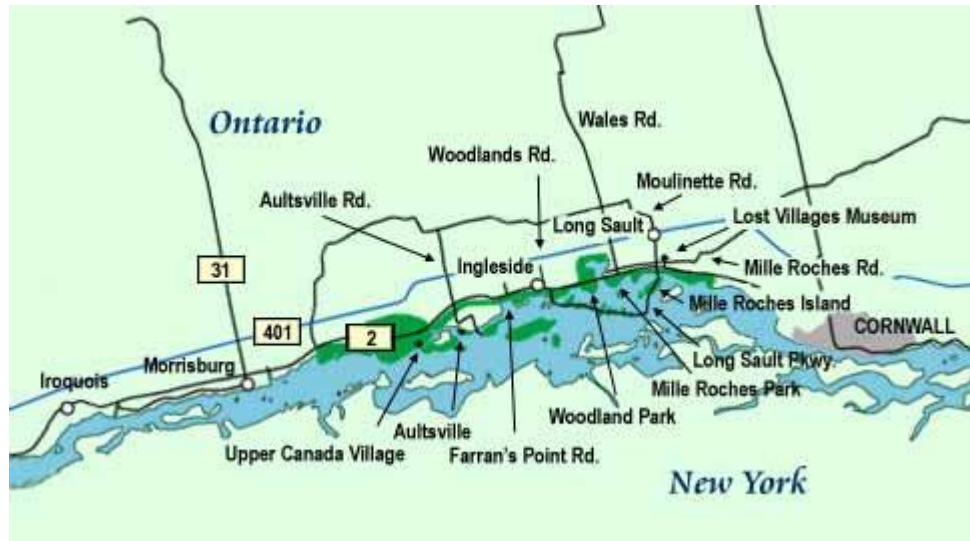 Ontario
Wales Rd.
Woodlands Rd.
Moulinette Rd.
Aultsville Rd.
Lost Villages Museum
Long Sault
Mille Roches Rd.
31
Ingleside
Mille Roches Island
401
2
CORNWALL
Morrisburg
Long Sault Pkwy.
Iroquois
Mille Roches Park
Woodland Park
Aultsville
Upper Canada Village
Farran's Point Rd.
New York